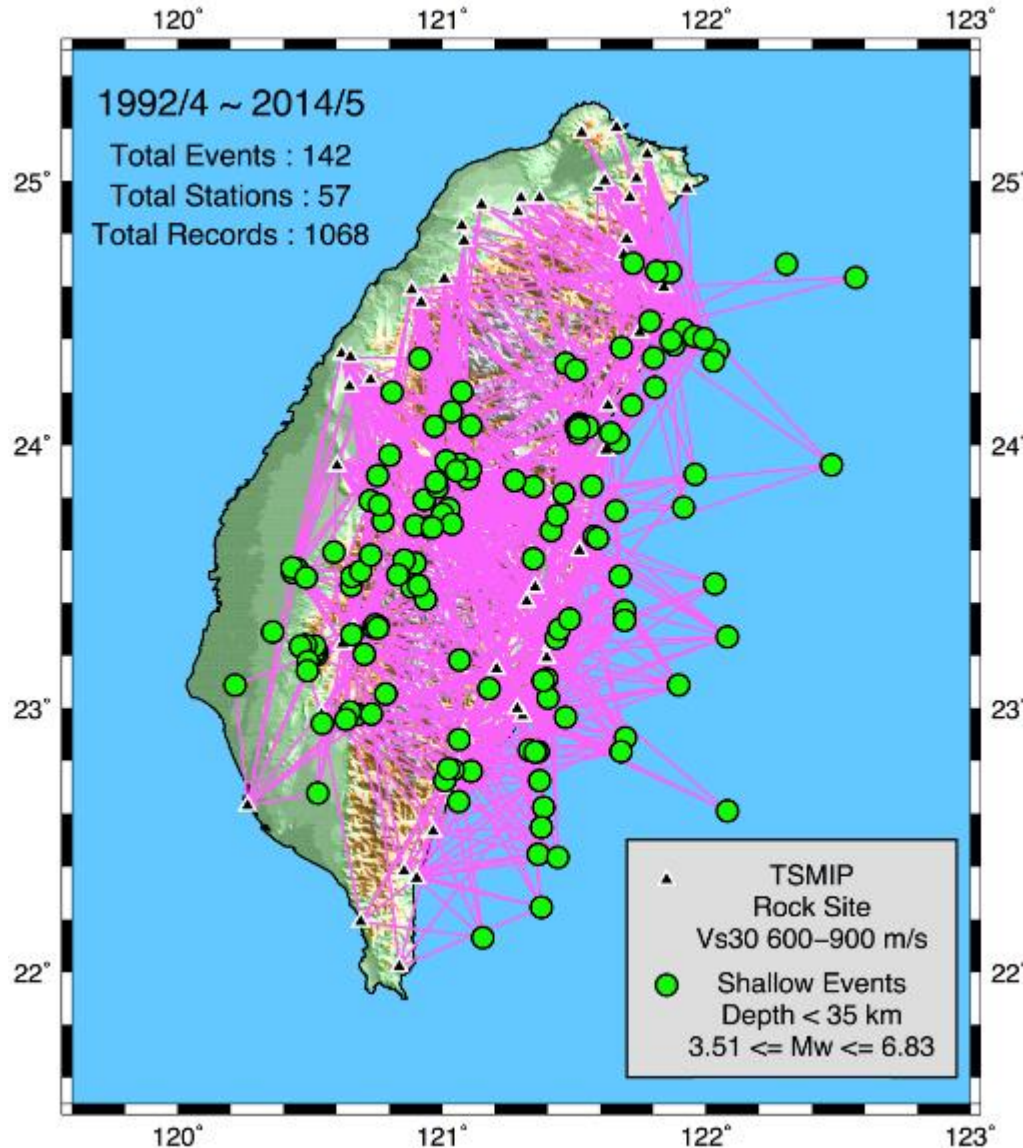 120° 121° 122° 123°
1992/4 ~ 2014/5
Total Events : 142
25° 25°
Total Stations : 57
Total Records : 1068
24° 24°
23° 23°
TSMIP
Rock Site
Vs30 600–900 m/s
22° 22°
Shallow Events
Depth < 35 km
3.51 <= Mw <= 6.83
120° 121° 122° 123°